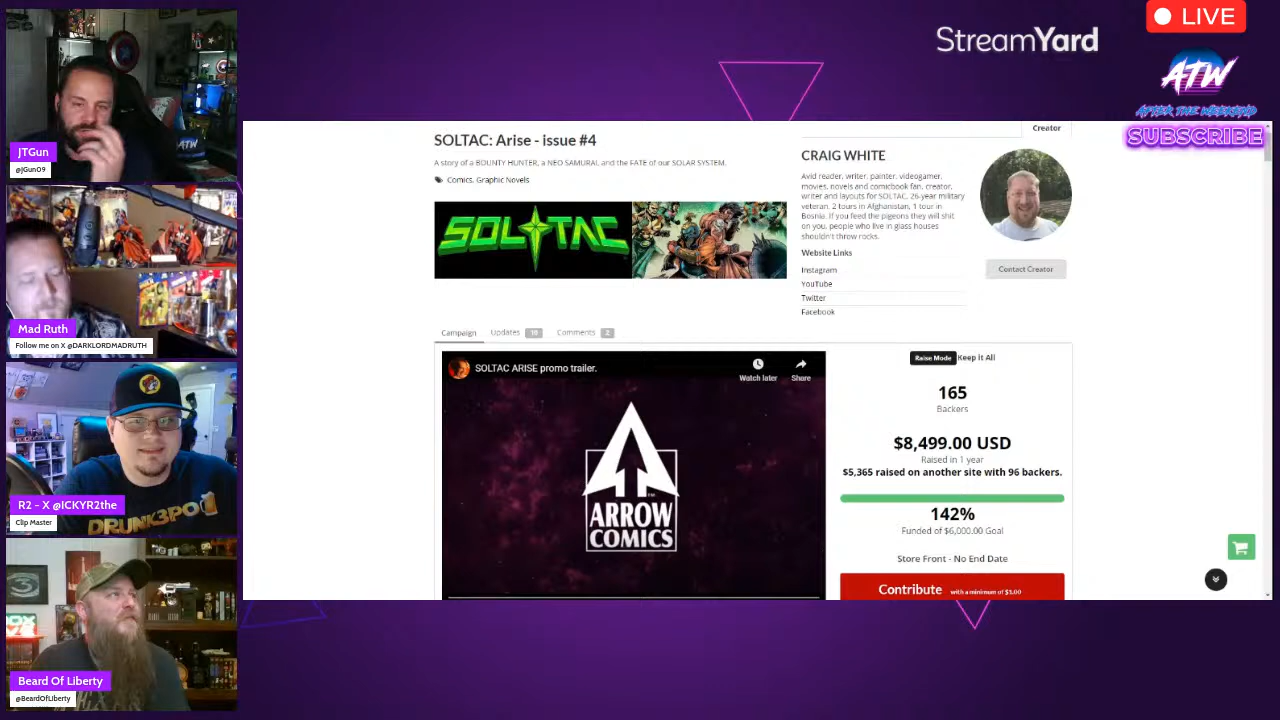 LIVE
StreamYard
ATW
AFTER THE WEEKEND
SUBSCRIBE
JTGun
@JGun09
Mad Ruth
Follow me on X @DARKLORDMADRUTH
R2 - X @ICKYR2the
Clip Master
DRUNK3PO
Beard Of Liberty
@BeardOfLiberty
SOLTAC: Arise - issue #4
A story of a BOUNTY HUNTER, a NEO SAMURAI and the FATE of our SOLAR SYSTEM.
Comics, Graphic Novels
SOLTAC
Campaign
Updates 19
Comments 2
SOLTAC ARISE promo trailer.
Watch later
Share
ARROW
COMICS
Creator
CRAIG WHITE
Avid reader, writer, painter, videogamer,
movies, novels and comicbook fan, creator,
writer and layouts for SOLTAC. 26-year military
veteran, 2 tours in Afghanistan, 1 tour in
Bosnia. If you feed the pigeons they will shit
on you, people who live in glass houses
shouldn't throw rocks.
Website Links
Instagram
YouTube
Twitter
Facebook
Contact Creator
Raise Mode Keep it All
165
Backers
$8,499.00 USD
Raised in 1 year
$5,365 raised on another site with 96 backers.
142%
Funded of $6,000.00 Goal
Store Front - No End Date
Contribute with a minimum of $1.00